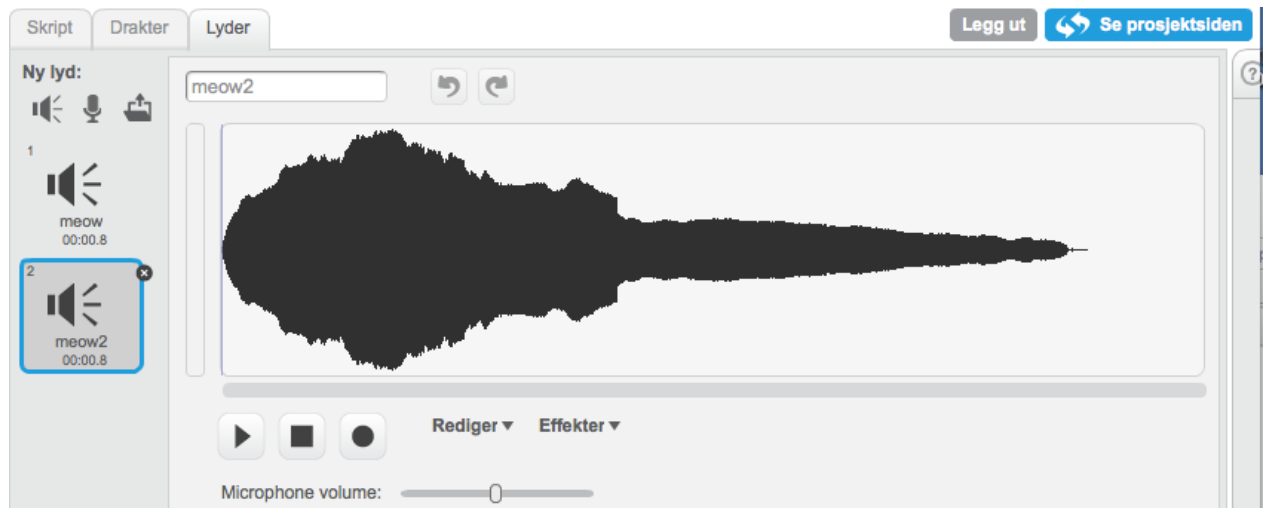 Skript Drakter Lyder Legg ut Se prosjektsiden
Ny lyd:
meow2
1
meow
00:00.8
2
meow2
00:00.8
Rediger Effekter
Microphone volume:
?